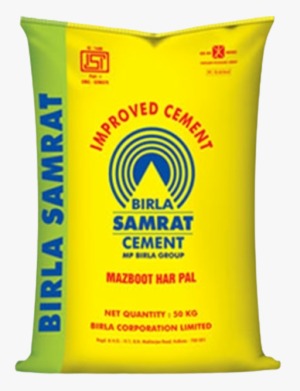 BIRLA SAMRAT
IMPROVED CEMENT
BIRLA
SAMRAT
CEMENT
MP BIRLA GROUP
MAZBOOT HAR PAL
NET QUANTITY : 50 KG
BIRLA CORPORATION LIMITED